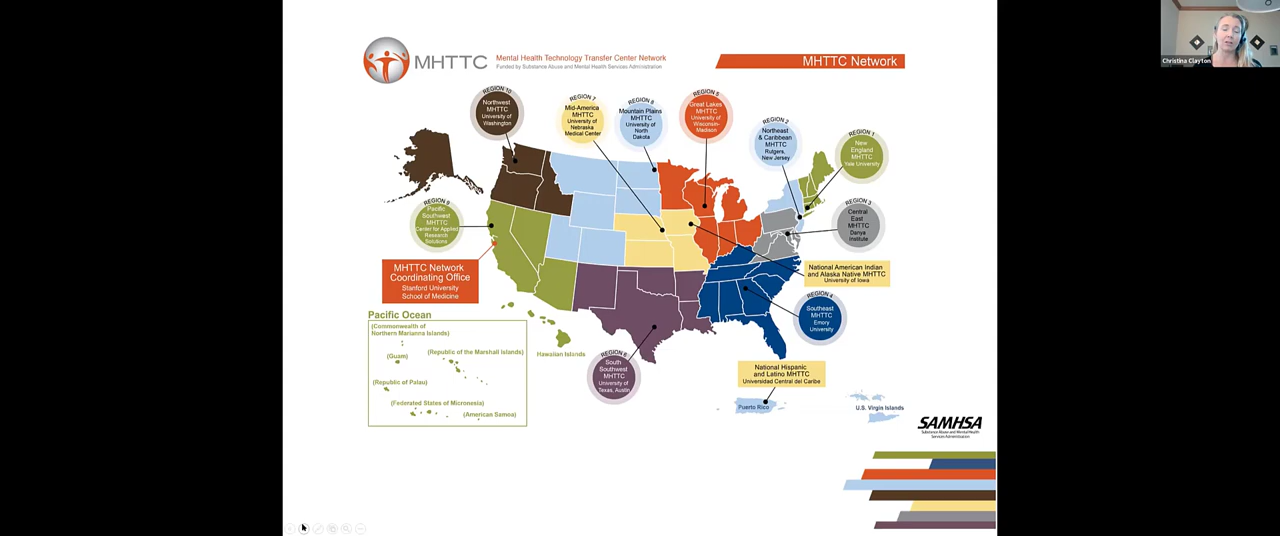 MHTTC
Mental Health Technology Transfer Center Network
Funded by Substance Abuse and Mental Health Services Administration
MHTTC Network
Christina Clayton
REGION 10
Northwest
MHTTC
University of
Washington
REGION 7
Mid-America
MHTTC
University of
Nebraska
Medical Center
REGION 8
Mountain Plains
MHTTC
University of
North
Dakota
REGION 5
Great Lakes
MHTTC
University of
Wisconsin-
Madison
REGION 2
Northeast
& Caribbean
MHTTC
Rutgers,
New Jersey
REGION 1
New
England
MHTTC
Yale University
REGION 9
Pacific
Southwest
MHTTC
Center for Applied
Research
Solutions
REGION 3
Central
East
MHTTC
Danya
Institute
MHTTC Network
Coordinating Office
Stanford University
School of Medicine
National American Indian
and Alaska Native MHTTC
University of Iowa
REGION 4
Southeast
MHTTC
Emory
University
Pacific Ocean
(Commonwealth of
Northern Marianna Islands)
(Guam)
(Republic of the Marshall Islands)
(Republic of Palau)
(Federated States of Micronesia)
(American Samoa)
Hawaiian Islands
REGION 6
South
Southwest
MHTTC
University of
Texas, Austin
National Hispanic
and Latino MHTTC
Universidad Central del Caribe
Puerto Rico
U.S. Virgin Islands
SAMHSA
Substance Abuse and Mental Health
Services Administration